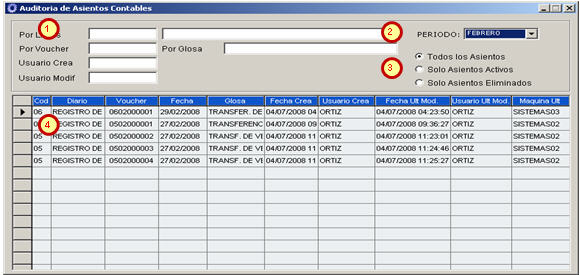 Auditoria de Asientos Contables
1
2
Por L
PERIODO: FEBRERO
Por Voucher Por Glosa
3
Todos los Asientos
Usuario Crea
Solo Asientos Activos
Usuario Modif
Solo Asientos Eliminados
Cod Diario Voucher Fecha Glosa Fecha Crea Usuario Crea Fecha Ult Mod. Usuario Ult Mod. Maquina Ult
06 REGISTRO DE 0602000001 29/02/2008 TRANSFER. DE 04/07/2008 04 ORTIZ 04/07/2008 04:23:50 ORTIZ SISTEMAS03
4
REGISTRO DE 0502000001 27/02/2008 TRANSFERENC 04/07/2008 09 ORTIZ 04/07/2008 09:36:27 ORTIZ SISTEMAS02
05 REGISTRO DE 0502000002 27/02/2008 TRANSF. DE VE 04/07/2008 11 ORTIZ 04/07/2008 11:23:01 ORTIZ SISTEMAS02
05 REGISTRO DE 0502000003 27/02/2008 TRANSF. DE VE 04/07/2008 11 ORTIZ 04/07/2008 11:24:46 ORTIZ SISTEMAS02
05 REGISTRO DE 0502000004 27/02/2008 TRANSF. DE VE 04/07/2008 11 ORTIZ 04/07/2008 11:25:27 ORTIZ SISTEMAS02